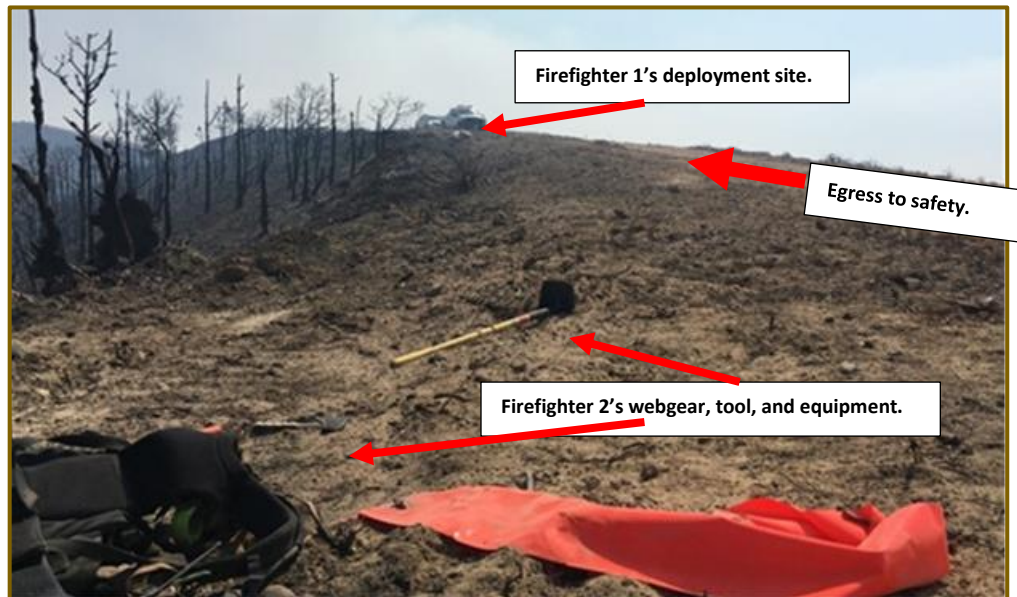 Firefighter 1’s deployment site.
Egress to safety.
Firefighter 2’s webgear, tool, and equipment.